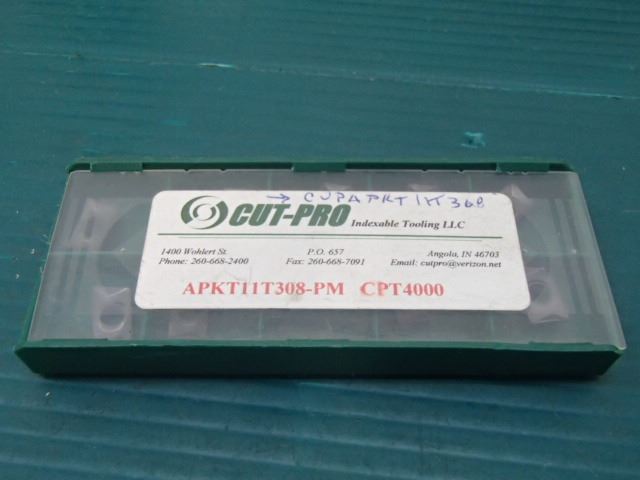 → CUPAPKT11T308
CUT-PRO Indexable Tooling LLC
1400 Wohlert St. P.O. 657 Angola, IN 46703
Phone: 260-668-2400 Fax: 260-668-7091 Email: cutpro@verizon.net
APKT11T308-PM CPT4000